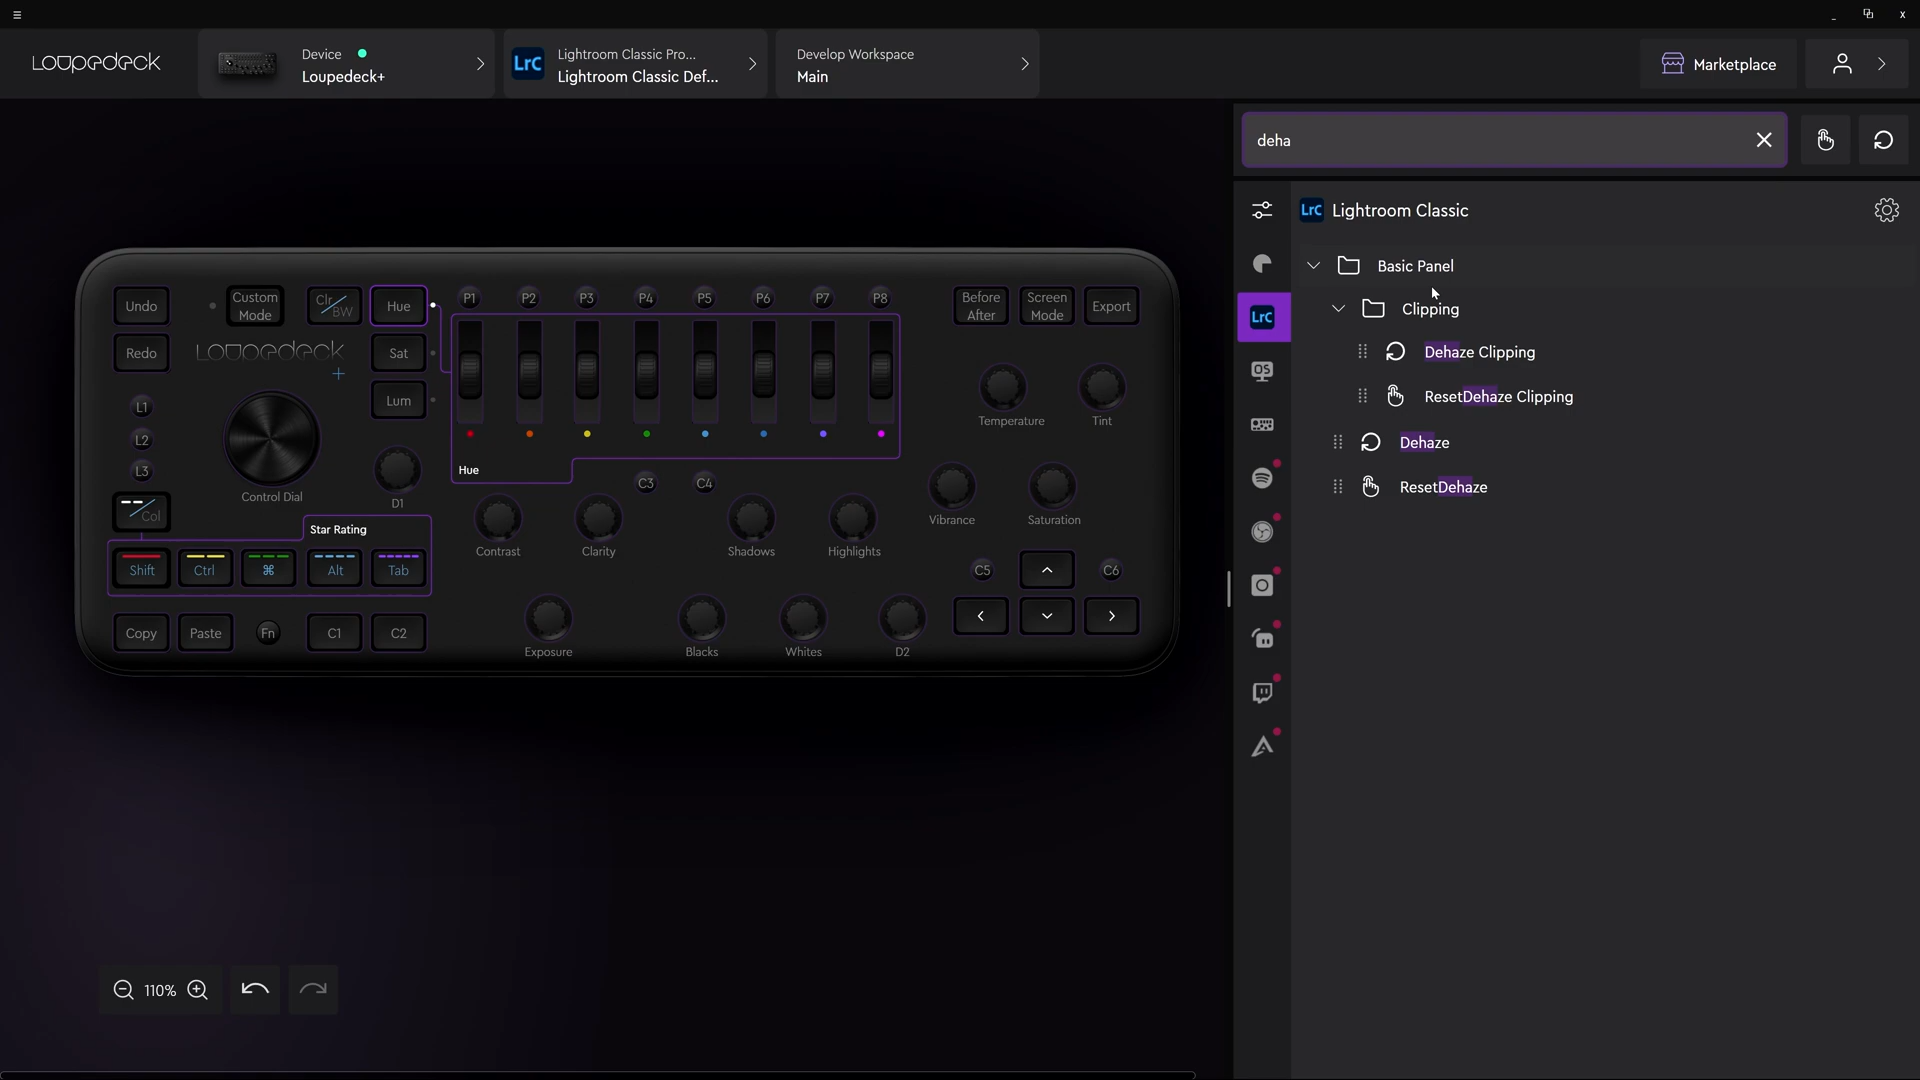 _ x
LOUPEDECK
Device
Loupedeck+
LrC
Lightroom Classic Pro...
Lightroom Classic Def...
Develop Workspace
Main
Marketplace
deha
LrC Lightroom Classic
Basic Panel
Clipping
Dehaze Clipping
ResetDehaze Clipping
Dehaze
ResetDehaze
LrC
OS
Undo
Custom
Mode
Clr/BW
Hue
P1 P2 P3 P4 P5 P6 P7 P8
Before
After
Screen
Mode
Export
Redo
LOUPEDECK
+
Sat
Lum
L1
L2
L3
Temperature
Tint
Hue
Control Dial
D1
C3 C4
Col
Star Rating
Contrast
Clarity
Shadows
Highlights
Vibrance
Saturation
Shift
Ctrl
⌘
Alt
Tab
C5
C6
Copy
Paste
Fn
C1
C2
Exposure
Blacks
Whites
D2
110%